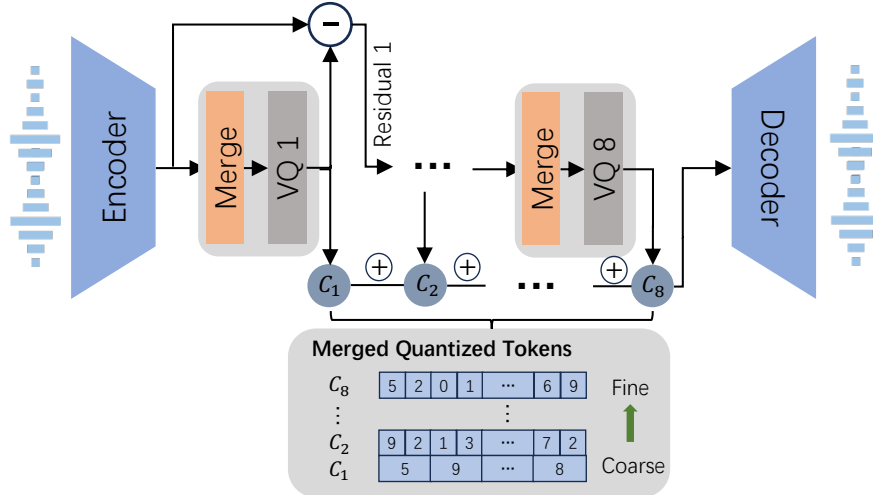 −
Residual 1
Encoder
Merge
VQ 1
...
Merge
VQ 8
Decoder
C₁ + C₂ + ... + C₈
Merged Quantized Tokens
C₈ 5 2 0 1 ... 6 9 Fine
⋮ ⋮
C₂ 9 2 1 3 ... 7 2
C₁ 5 9 ... 8 Coarse